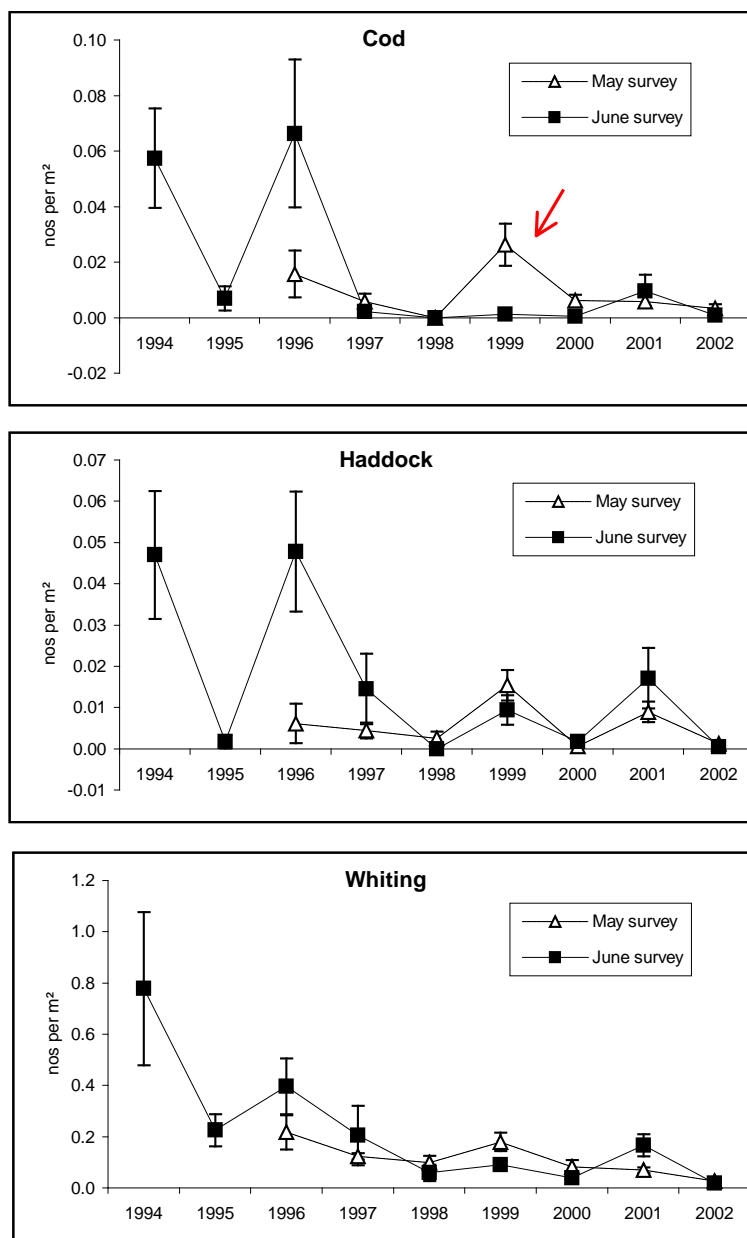 Cod
May survey
June survey
nos per m²
0.10
0.08
0.06
0.04
0.02
0.00
-0.02
1994 1995 1996 1997 1998 1999 2000 2001 2002
Haddock
May survey
June survey
nos per m²
0.07
0.06
0.05
0.04
0.03
0.02
0.01
0.00
-0.01
1994 1995 1996 1997 1998 1999 2000 2001 2002
Whiting
May survey
June survey
nos per m²
1.2
1.0
0.8
0.6
0.4
0.2
0.0
1994 1995 1996 1997 1998 1999 2000 2001 2002